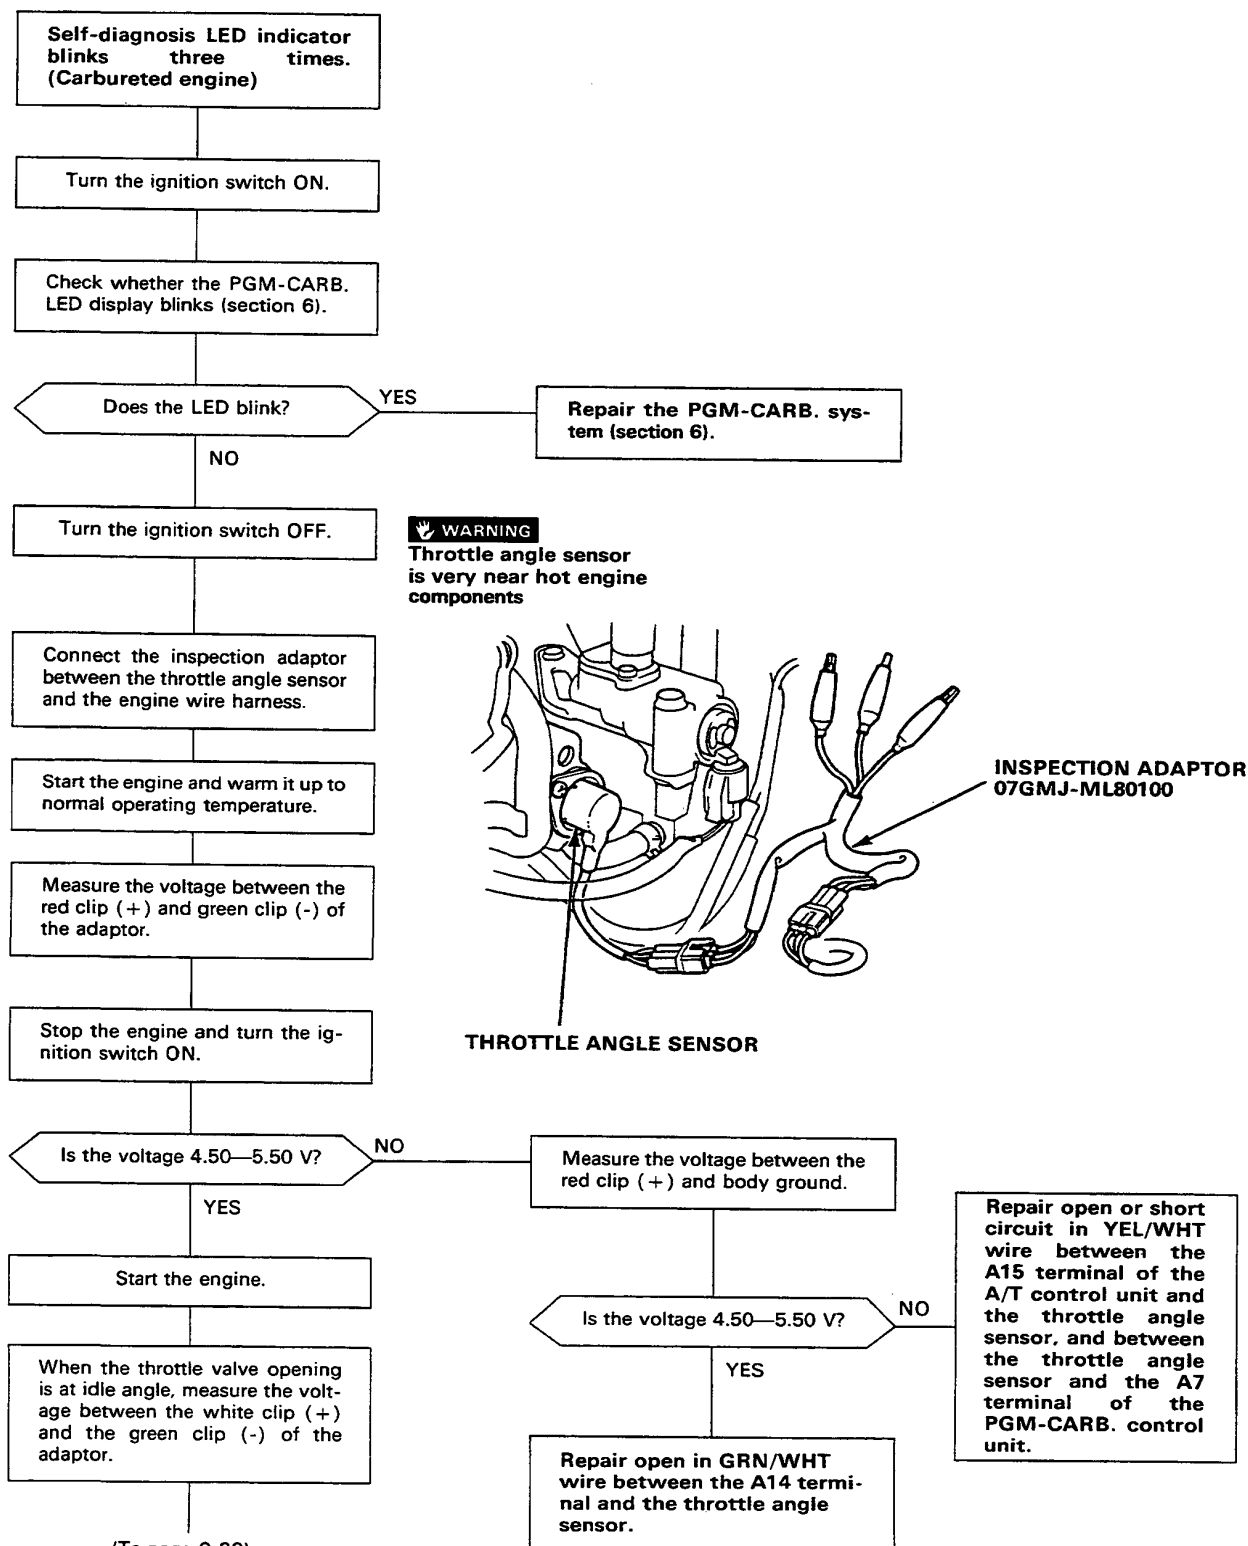 Self-diagnosis LED indicator
blinks three times.
(Carbureted engine)
Turn the ignition switch ON.
Check whether the PGM-CARB.
LED display blinks (section 6).
Does the LED blink?
YES
Repair the PGM-CARB. sys-
tem (section 6).
NO
Turn the ignition switch OFF.
WARNING
Throttle angle sensor
is very near hot engine
components
Connect the inspection adaptor
between the throttle angle sensor
and the engine wire harness.
Start the engine and warm it up to
normal operating temperature.
INSPECTION ADAPTOR
07GMJ-ML80100
Measure the voltage between the
red clip (+) and green clip (-) of
the adaptor.
Stop the engine and turn the ig-
nition switch ON.
THROTTLE ANGLE SENSOR
Is the voltage 4.50—5.50 V?
NO
Measure the voltage between the
red clip (+) and body ground.
YES
Start the engine.
Is the voltage 4.50—5.50 V?
NO
Repair open or short
circuit in YEL/WHT
wire between the
A15 terminal of the
A/T control unit and
the throttle angle
sensor, and between
the throttle angle
sensor and the A7
terminal of the
PGM-CARB. control
unit.
When the throttle valve opening
is at idle angle, measure the volt-
age between the white clip (+)
and the green clip (-) of the
adaptor.
YES
Repair open in GRN/WHT
wire between the A14 termi-
nal and the throttle angle
sensor.